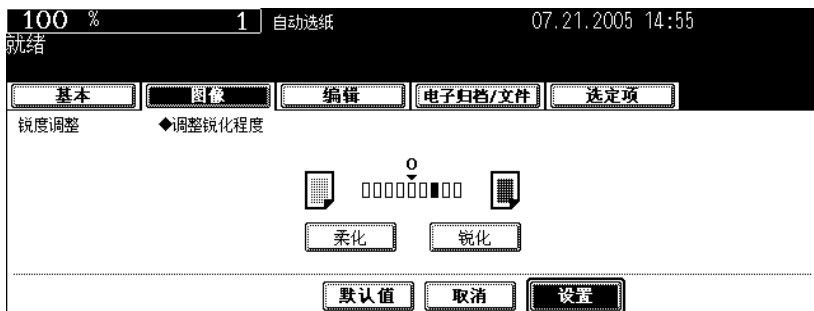 100 % 1 自动选纸 07.21.2005 14:55
就绪
基本 图像 编辑 电子归档/文件 选定项
锐度调整 ◆调整锐化程度
0
柔化 锐化
默认值 取消 设置